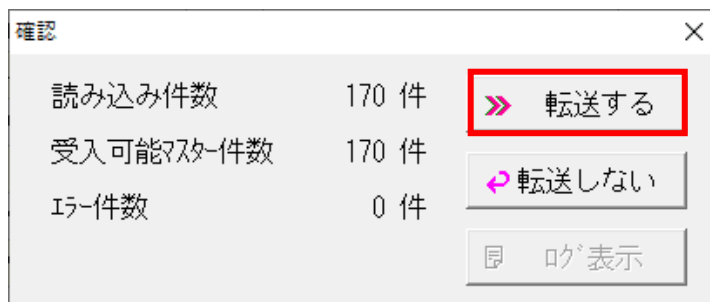 確認
読み込み件数 170 件
転送する
受入可能ﾏｽﾀｰ件数 170 件
転送しない
ｴﾗｰ件数 0 件
ﾛｸﾞ表示